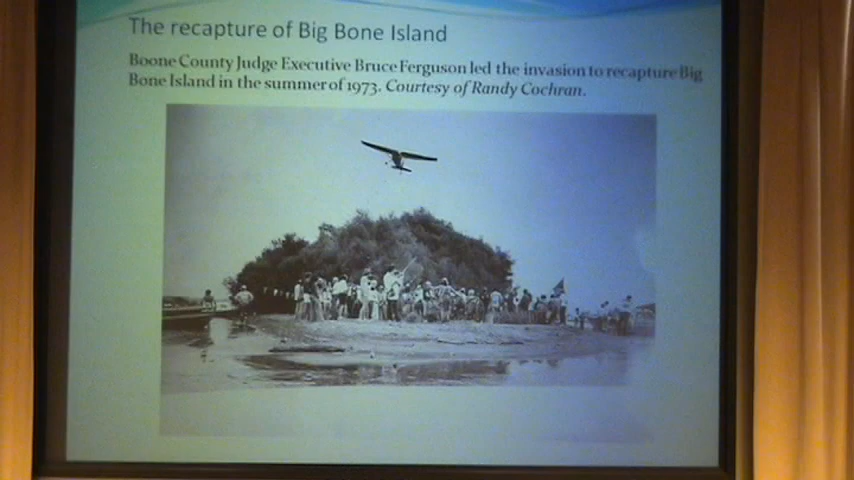 The recapture of Big Bone Island
Boone County Judge Executive Bruce Ferguson led the invasion to recapture Big
Bone Island in the summer of 1973. Courtesy of Randy Cochran.